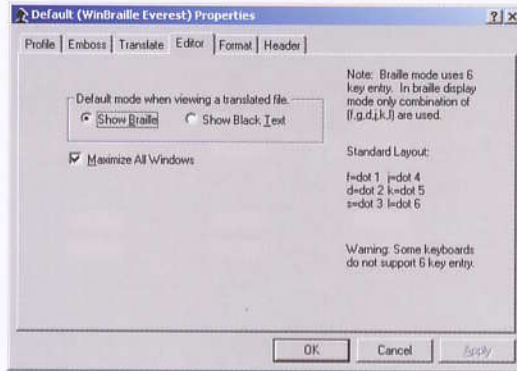 Default (WinBraille Everest) Properties
Profile Emboss Translate Editor Format Header
Default mode when viewing a translated file.
Show Braille Show Black Text
Maximize All Windows
Note: Braille mode uses 6
key entry. In braille display
mode only combination of
(f,g,d,j,k,l) are used.
Standard Layout:
f=dot 1 j=dot 4
d=dot 2 k=dot 5
s=dot 3 l=dot 6
Warning: Some keyboards
do not support 6 key entry.
OK Cancel Apply